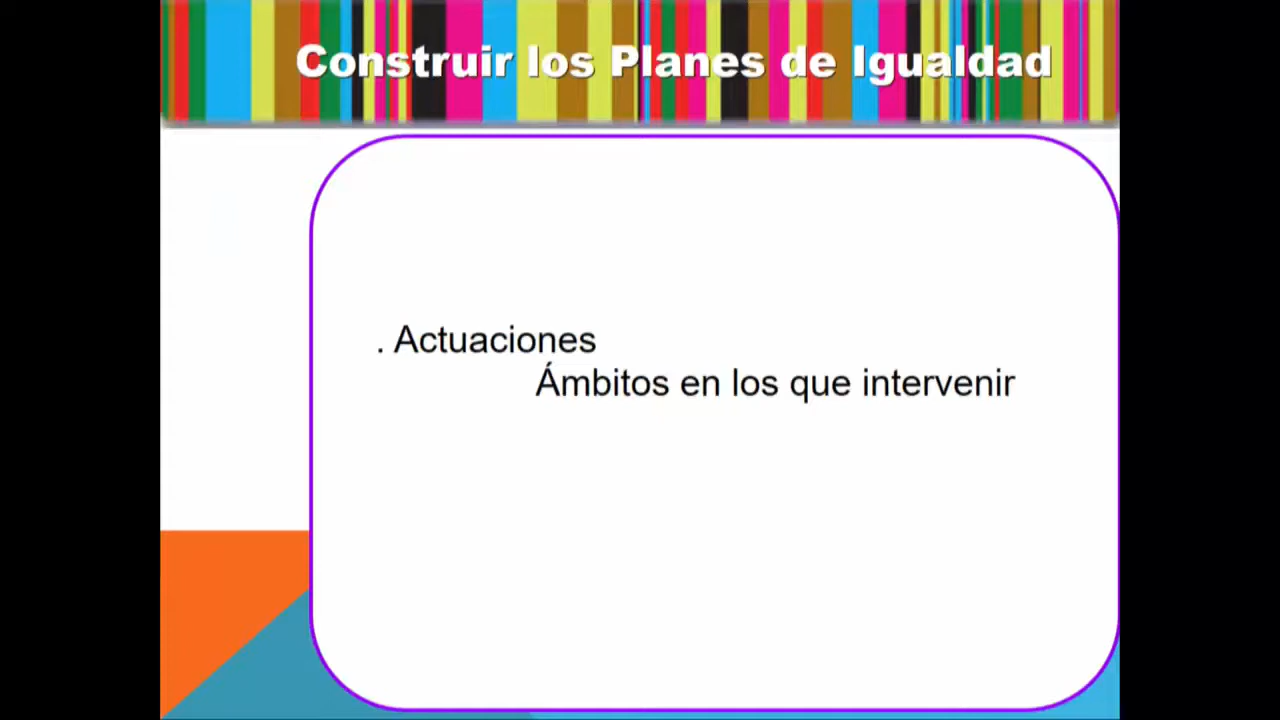 Construir los Planes de Igualdad
. Actuaciones
Ámbitos en los que intervenir